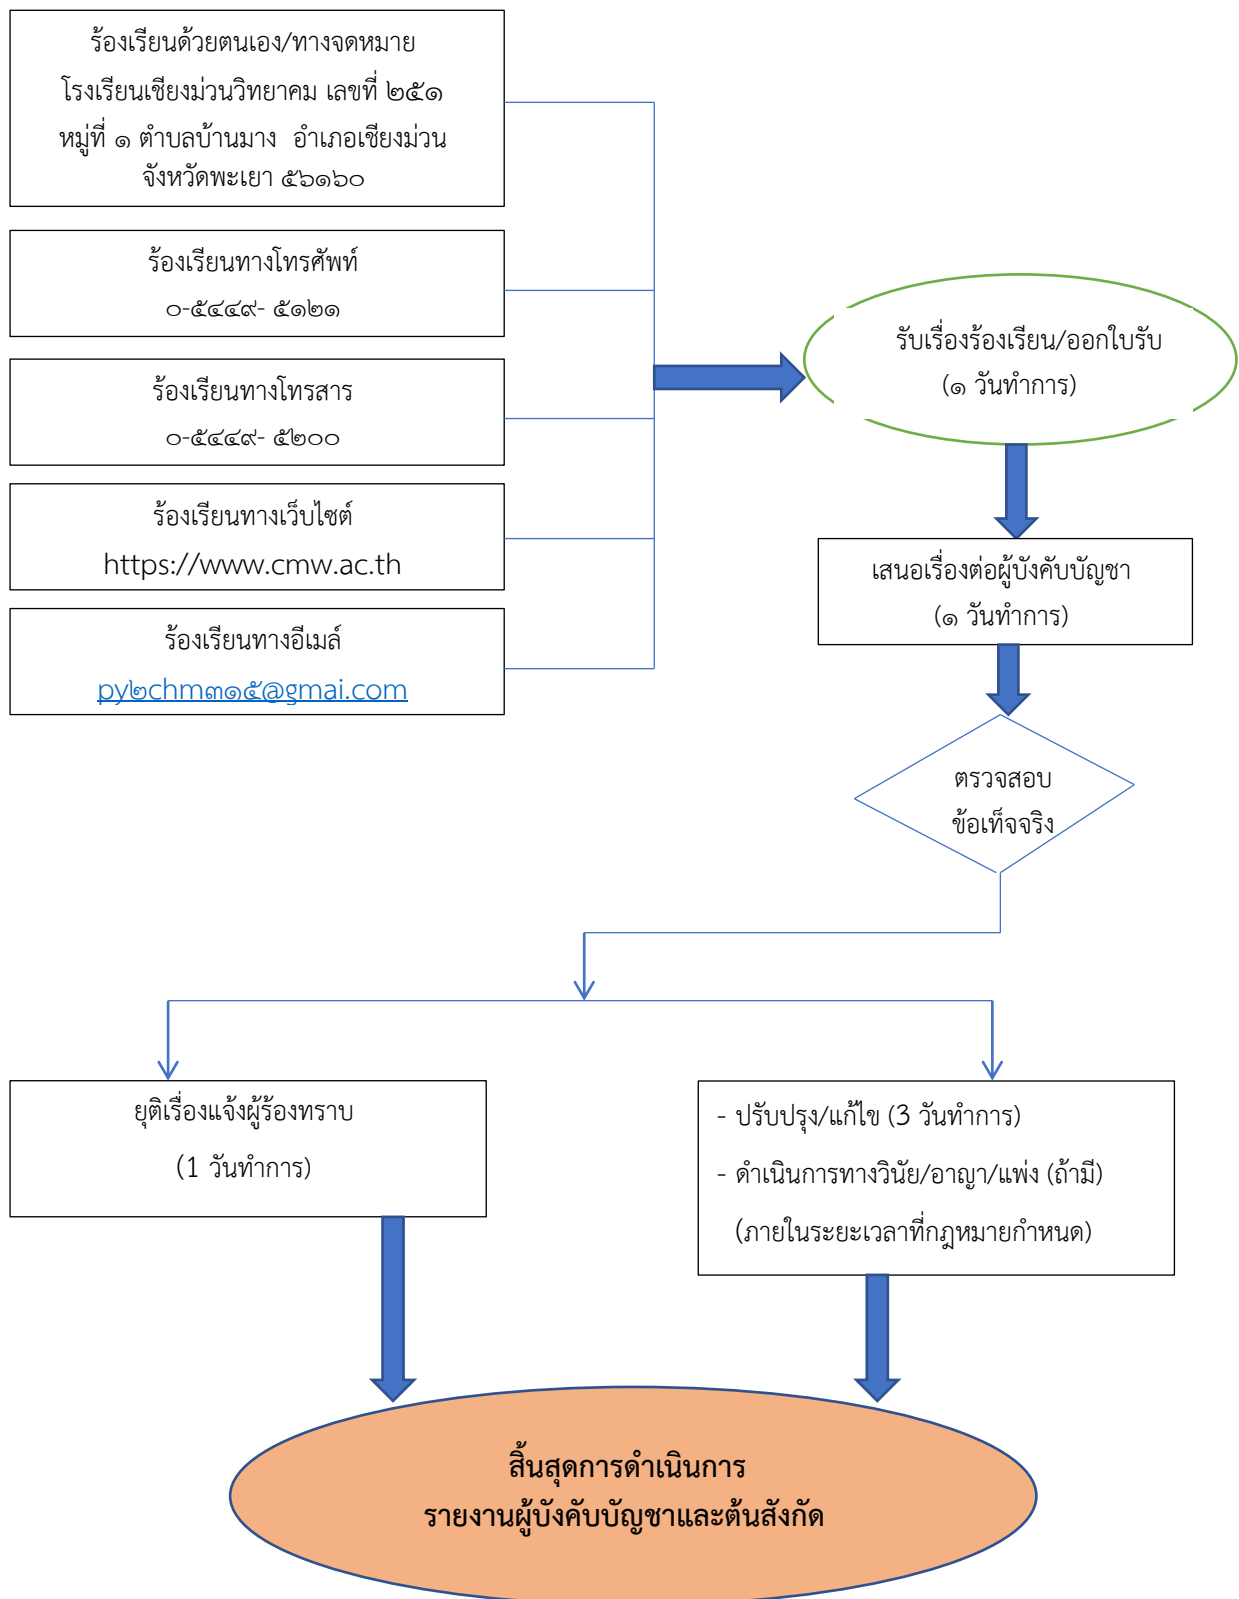 ร้องเรียนด้วยตนเอง/ทางจดหมาย
โรงเรียนเชียงม่วนวิทยาคม เลขที่ ๒๕๑
หมู่ที่ ๑ ตำบลบ้านมาง อำเภอเชียงม่วน
จังหวัดพะเยา ๕๖๑๖๐
ร้องเรียนทางโทรศัพท์
๐-๕๔๔๙- ๕๑๒๑
ร้องเรียนทางโทรสาร
๐-๕๔๔๙- ๕๒๐๐
ร้องเรียนทางเว็บไซต์
https://www.cmw.ac.th
ร้องเรียนทางอีเมล์
py๒chm๓๑๕@gmai.com
รับเรื่องร้องเรียน/ออกใบรับ
(๑ วันทำการ)
เสนอเรื่องต่อผู้บังคับบัญชา
(๑ วันทำการ)
ตรวจสอบ
ข้อเท็จจริง
ยุติเรื่องแจ้งผู้ร้องทราบ
(1 วันทำการ)
- ปรับปรุง/แก้ไข (3 วันทำการ)
- ดำเนินการทางวินัย/อาญา/แพ่ง (ถ้ามี)
(ภายในระยะเวลาที่กฎหมายกำหนด)
สิ้นสุดการดำเนินการ
รายงานผู้บังคับบัญชาและต้นสังกัด